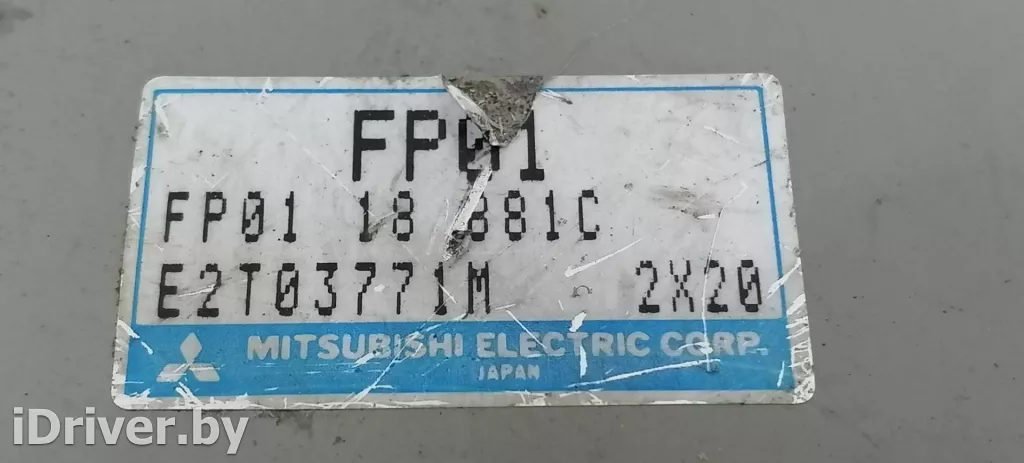 FP01
FP01 18 881C
E2T03771M 2X20
MITSUBISHI ELECTRIC CORP.
JAPAN
iDriver.by